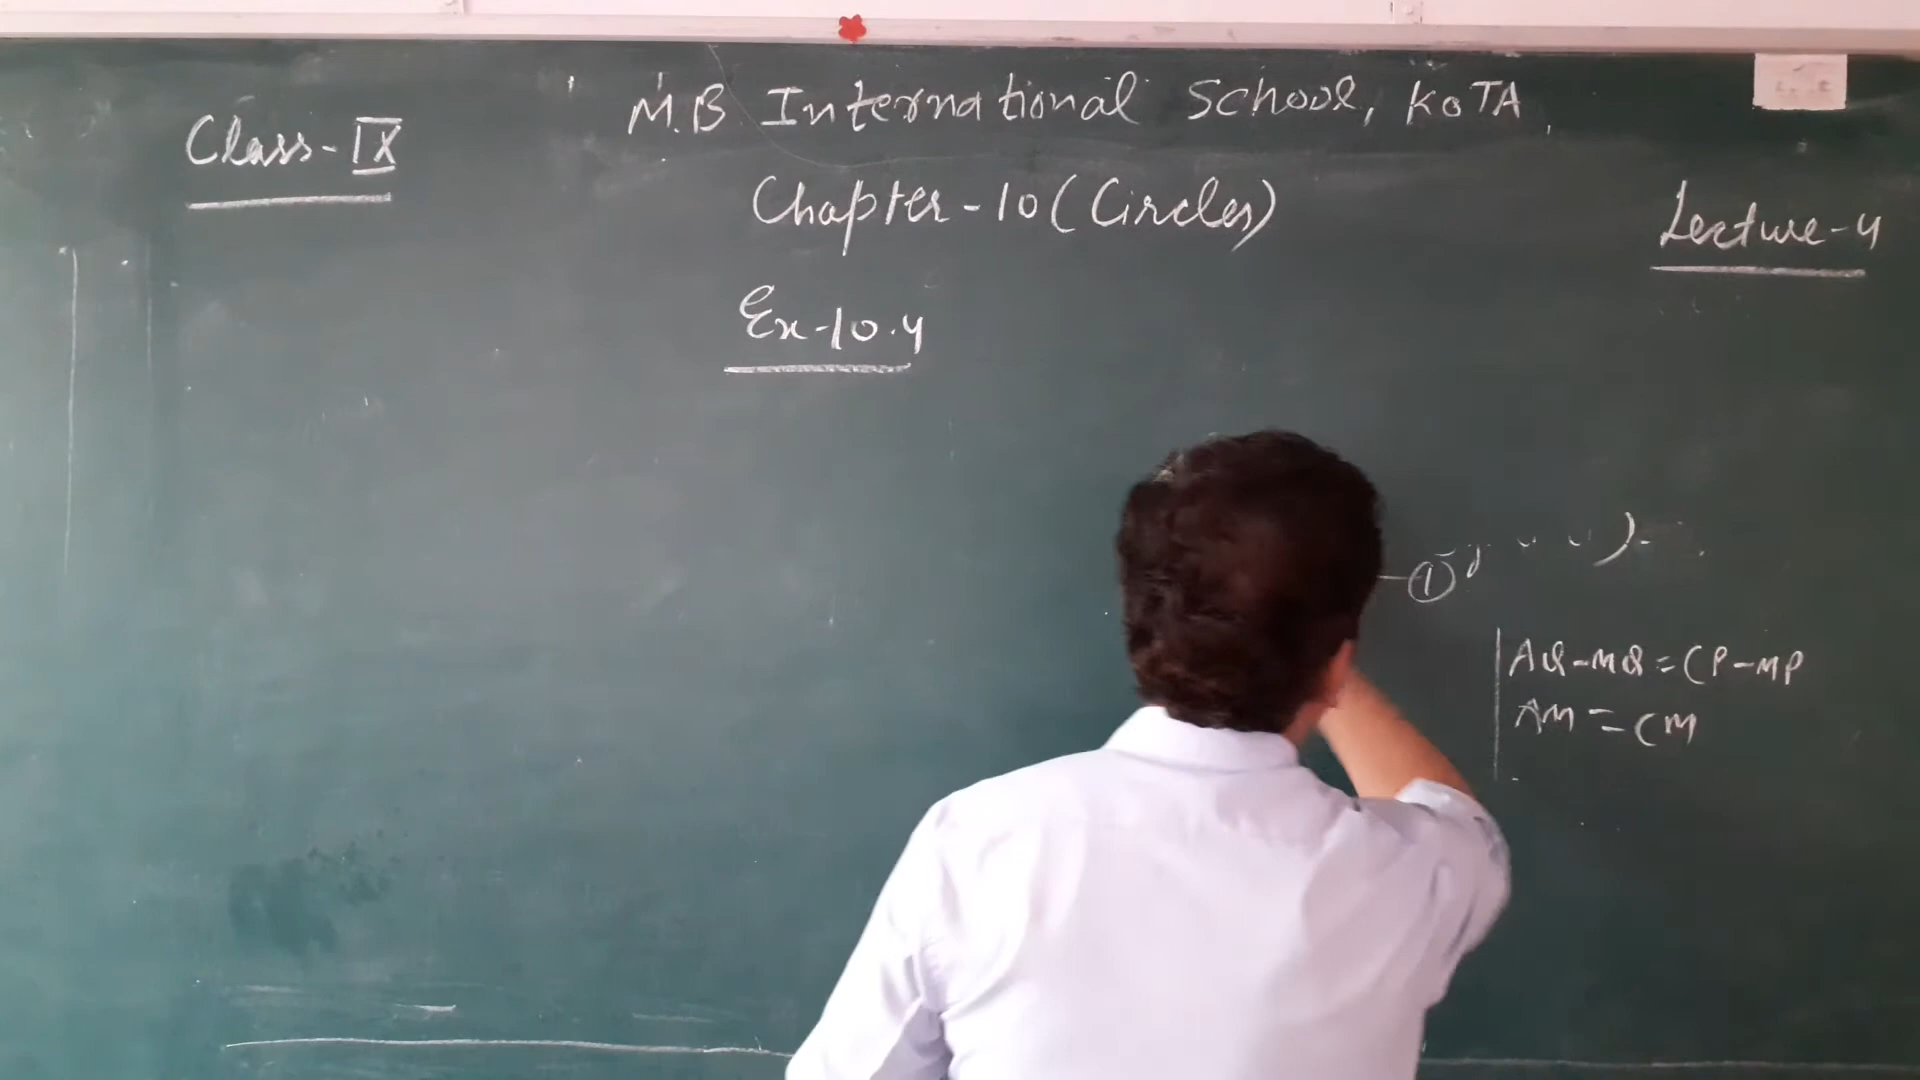 M.B International School, KOTA
Class-IX
Chapter-10 (Circles)
Lecture-4
Ex-10.4
-①
AQ-MQ=CP-MP
AM=CM